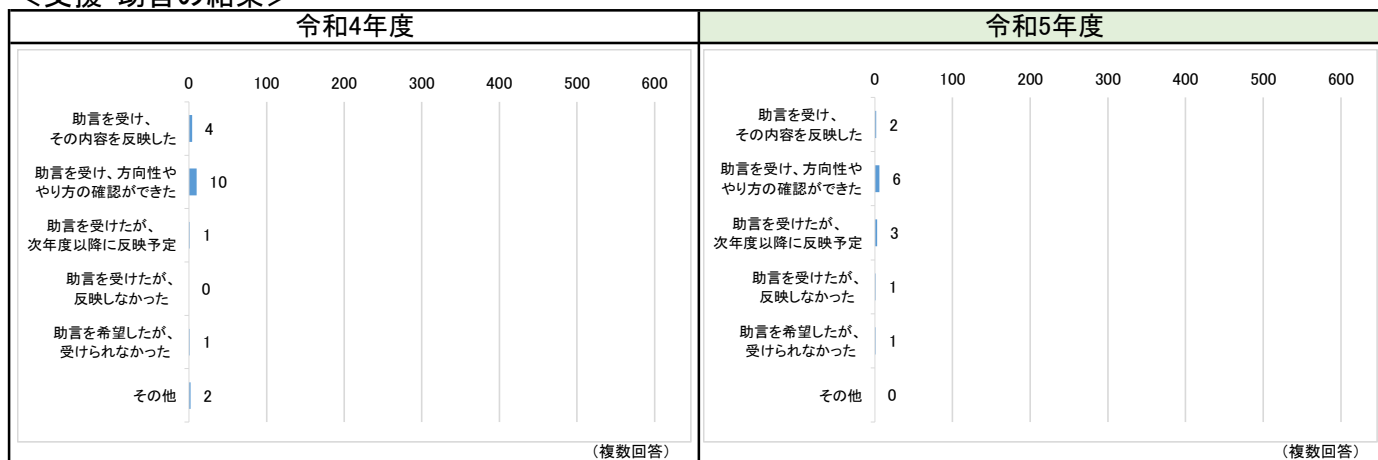 <支援・助言の結果>
令和4年度
0 100 200 300 400 500 600
助言を受け、
その内容を反映した
4
助言を受け、方向性や
やり方の確認ができた
10
助言を受けたが、
次年度以降に反映予定
1
助言を受けたが、
反映しなかった
0
助言を希望したが、
受けられなかった
1
その他
2
(複数回答)
令和5年度
0 100 200 300 400 500 600
助言を受け、
その内容を反映した
2
助言を受け、方向性や
やり方の確認ができた
6
助言を受けたが、
次年度以降に反映予定
3
助言を受けたが、
反映しなかった
1
助言を希望したが、
受けられなかった
1
その他
0
(複数回答)